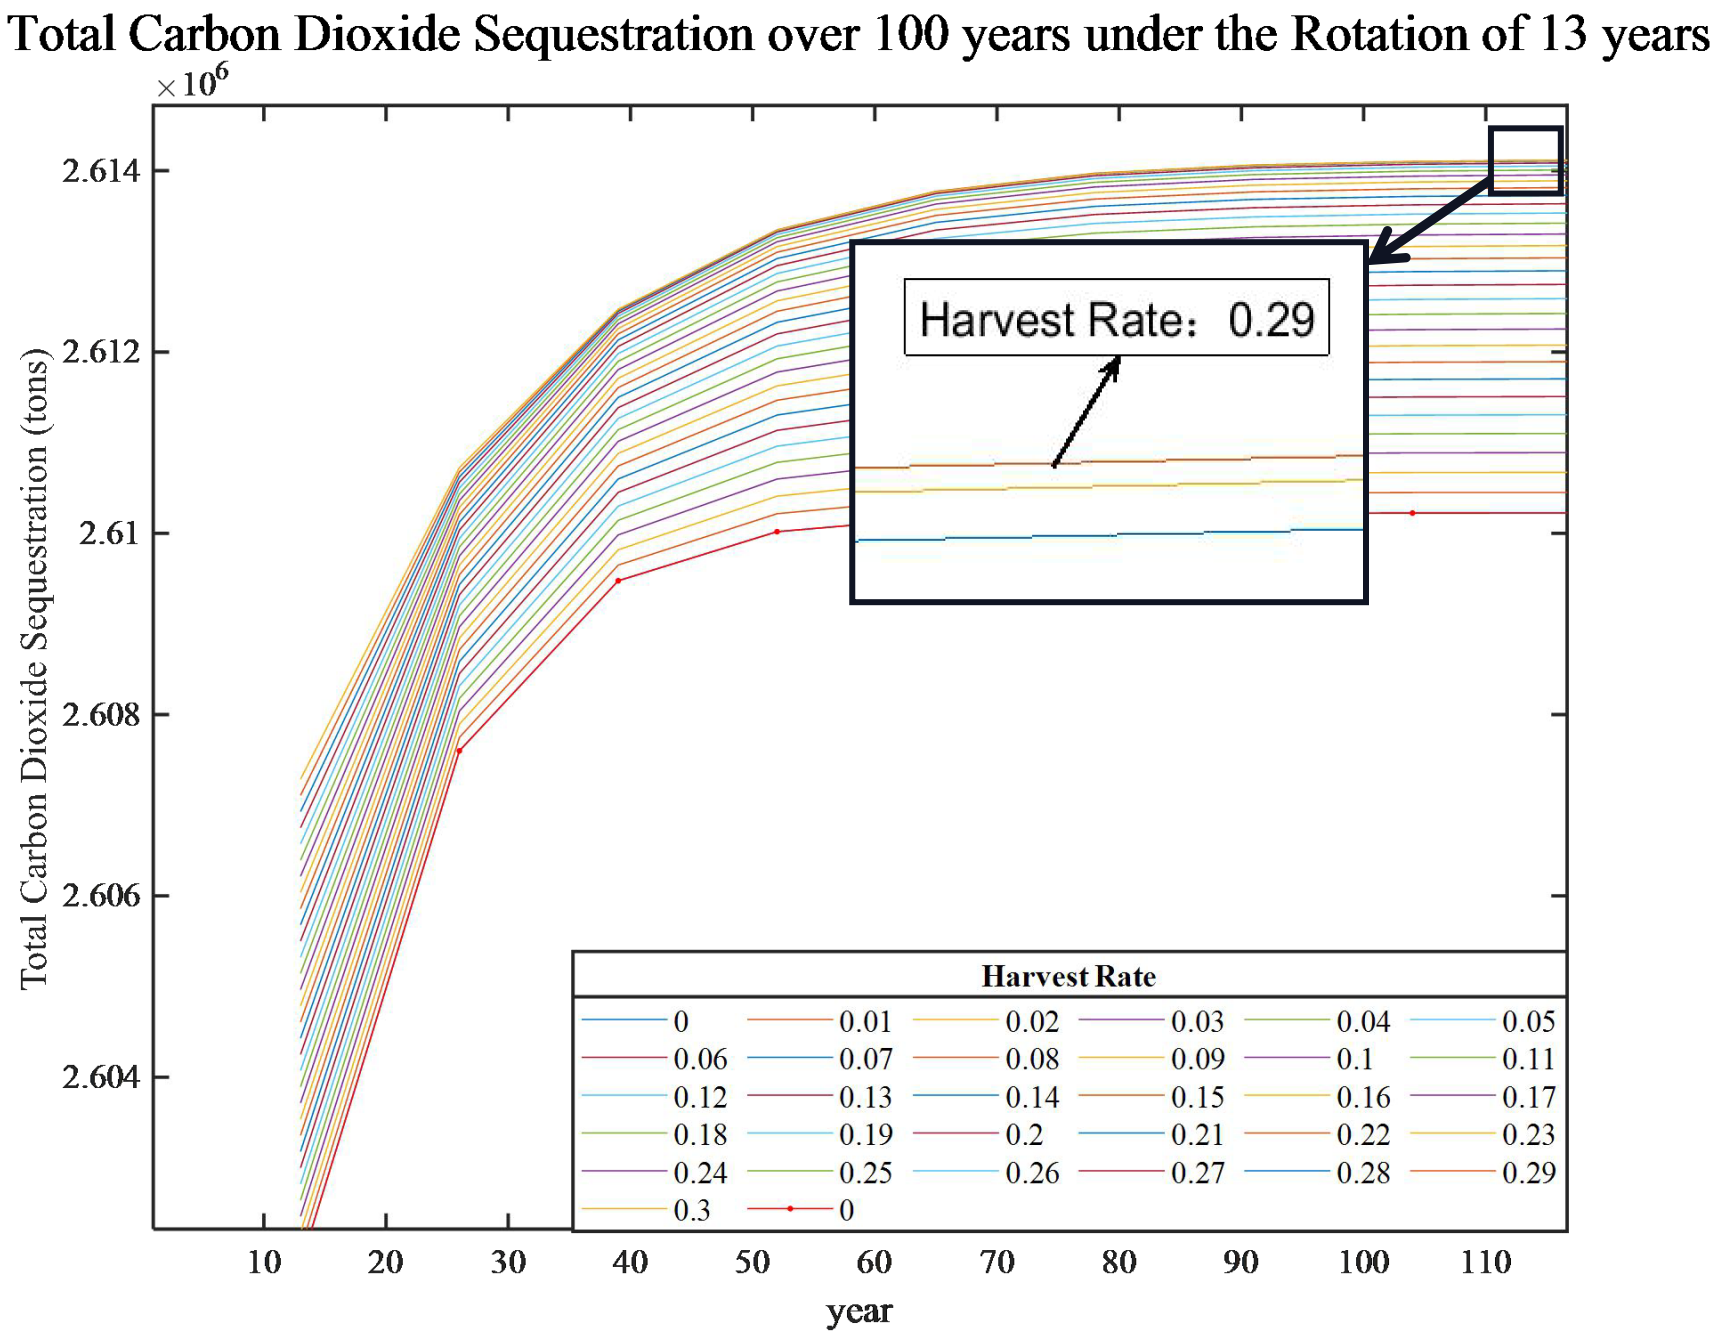 Total Carbon Dioxide Sequestration over 100 years under the Rotation of 13 years
×10⁶
2.614
2.612
2.61
2.608
2.606
2.604
Total Carbon Dioxide Sequestration (tons)
Harvest Rate: 0.29
Harvest Rate
0 0.01 0.02 0.03 0.04 0.05
0.06 0.07 0.08 0.09 0.1 0.11
0.12 0.13 0.14 0.15 0.16 0.17
0.18 0.19 0.2 0.21 0.22 0.23
0.24 0.25 0.26 0.27 0.28 0.29
0.3 0
10 20 30 40 50 60 70 80 90 100 110
year